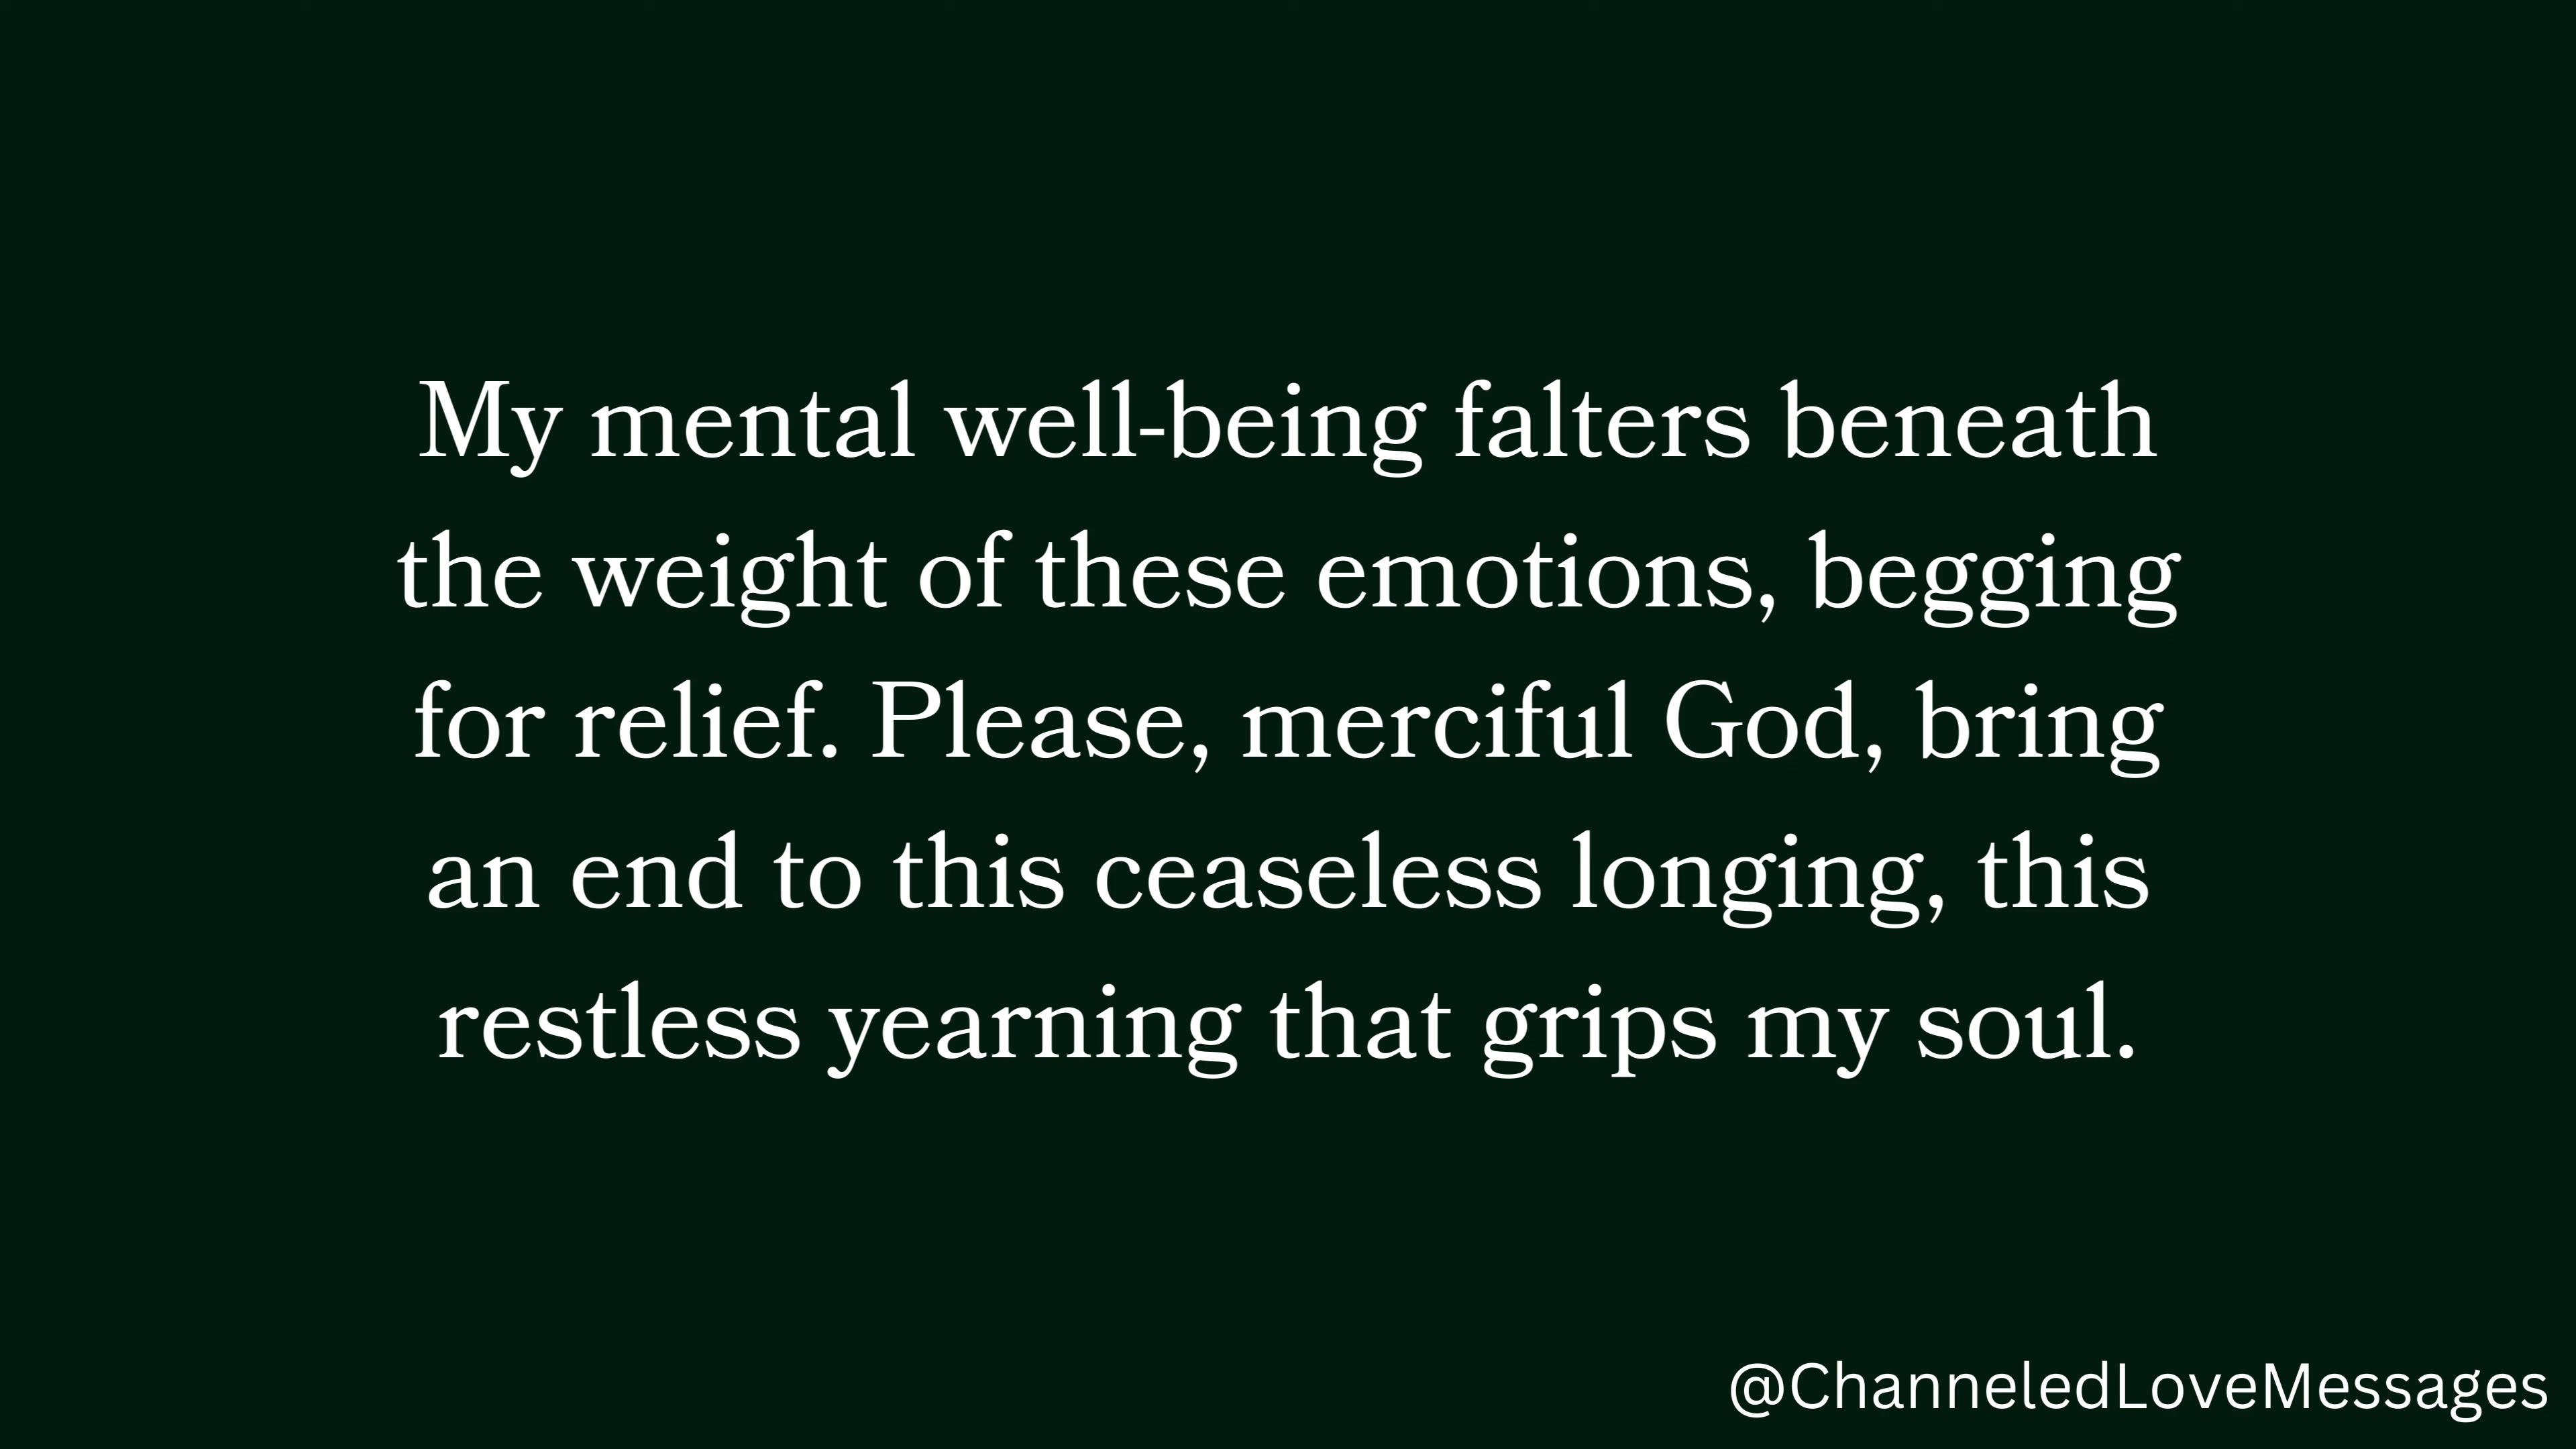 My mental well-being falters beneath
the weight of these emotions, begging
for relief. Please, merciful God, bring
an end to this ceaseless longing, this
restless yearning that grips my soul.
@ChanneledLoveMessages